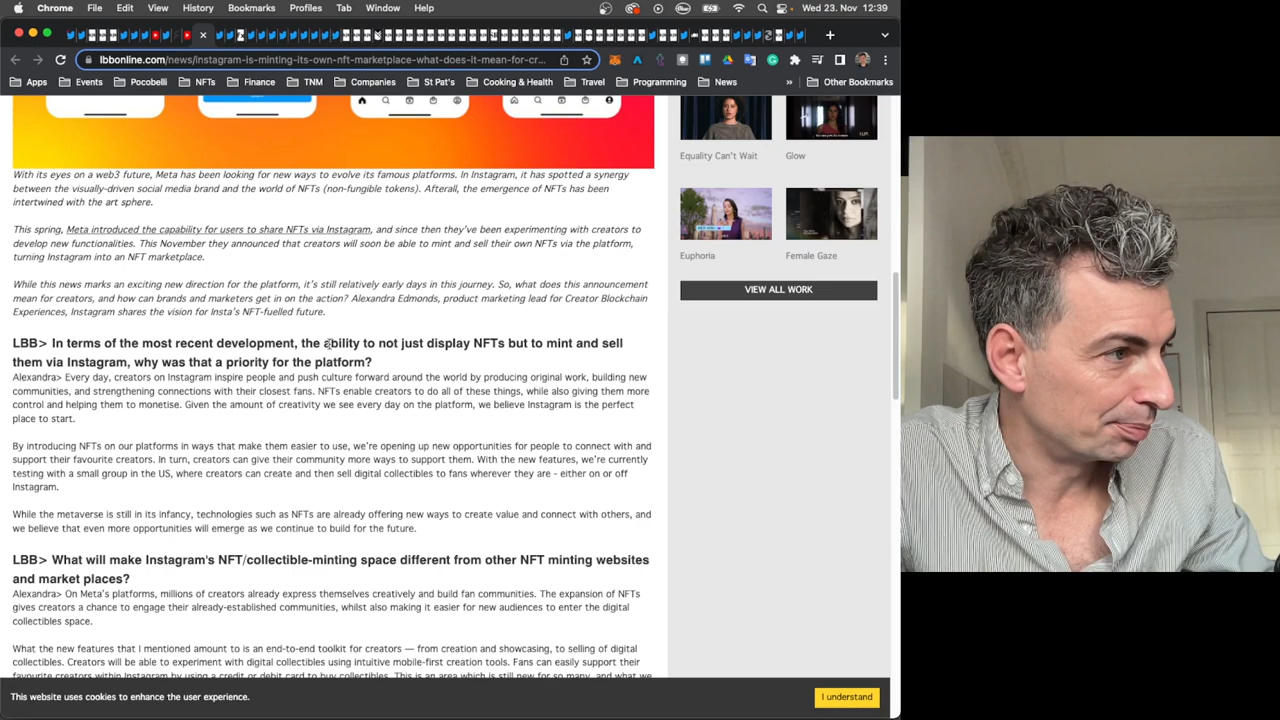 Chrome File Edit View History Bookmarks Profiles Tab Window Help Wed 23. Nov 12:39
lbbonline.com/news/instagram-is-minting-its-own-nft-marketplace-what-does-it-mean-for-cr...
Apps Events Pocobelli NFTs Finance TNM Companies St Pat's Cooking & Health Travel Programming News » Other Bookmarks
With its eyes on a web3 future, Meta has been looking for new ways to evolve its famous platforms. In Instagram, it has spotted a synergy
between the visually-driven social media brand and the world of NFTs (non-fungible tokens). Afterall, the emergence of NFTs has been
intertwined with the art sphere.
This spring, Meta introduced the capability for users to share NFTs via Instagram, and since then they've been experimenting with creators to
develop new functionalities. This November they announced that creators will soon be able to mint and sell their own NFTs via the platform,
turning Instagram into an NFT marketplace.
While this news marks an exciting new direction for the platform, it's still relatively early days in this journey. So, what does this announcement
mean for creators, and how can brands and marketers get in on the action? Alexandra Edmonds, product marketing lead for Creator Blockchain
Experiences, Instagram shares the vision for Insta's NFT-fuelled future.
LBB> In terms of the most recent development, the ability to not just display NFTs but to mint and sell
them via Instagram, why was that a priority for the platform?
Alexandra> Every day, creators on Instagram inspire people and push culture forward around the world by producing original work, building new
communities, and strengthening connections with their closest fans. NFTs enable creators to do all of these things, while also giving them more
control and helping them to monetise. Given the amount of creativity we see every day on the platform, we believe Instagram is the perfect
place to start.
By introducing NFTs on our platforms in ways that make them easier to use, we're opening up new opportunities for people to connect with and
support their favourite creators. In turn, creators can give their community more ways to support them. With the new features, we're currently
testing with a small group in the US, where creators can create and then sell digital collectibles to fans wherever they are - either on or off
Instagram.
While the metaverse is still in its infancy, technologies such as NFTs are already offering new ways to create value and connect with others, and
we believe that even more opportunities will emerge as we continue to build for the future.
LBB> What will make Instagram's NFT/collectible-minting space different from other NFT minting websites
and market places?
Alexandra> On Meta's platforms, millions of creators already express themselves creatively and build fan communities. The expansion of NFTs
gives creators a chance to engage their already-established communities, whilst also making it easier for new audiences to enter the digital
collectibles space.
What the new features that I mentioned amount to is an end-to-end toolkit for creators — from creation and showcasing, to selling of digital
collectibles. Creators will be able to experiment with digital collectibles using intuitive mobile-first creation tools. Fans can easily support their
favourite creators within Instagram by using a credit or debit card to buy collectibles. This is an area which is still new for so many, and what we
Equality Can't Wait Glow
Euphoria Female Gaze
VIEW ALL WORK
This website uses cookies to enhance the user experience. I understand